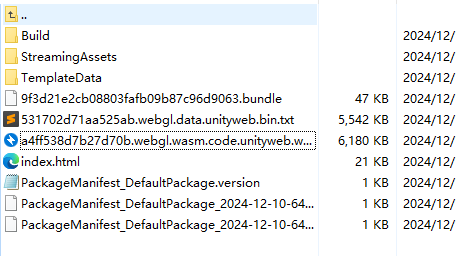 ..
Build 2024/12/
StreamingAssets 2024/12/
TemplateData 2024/12/
9f3d21e2cb08803fafb09b87c96d9063.bundle 47 KB 2024/12/
531702d71aa525ab.webgl.data.unityweb.bin.txt 5,542 KB 2024/12/
a4ff538d7b27d70b.webgl.wasm.code.unityweb.w... 6,180 KB 2024/12/
index.html 21 KB 2024/12/
PackageManifest_DefaultPackage.version 1 KB 2024/12/
PackageManifest_DefaultPackage_2024-12-10-64... 1 KB 2024/12/
PackageManifest_DefaultPackage_2024-12-10-64... 1 KB 2024/12/